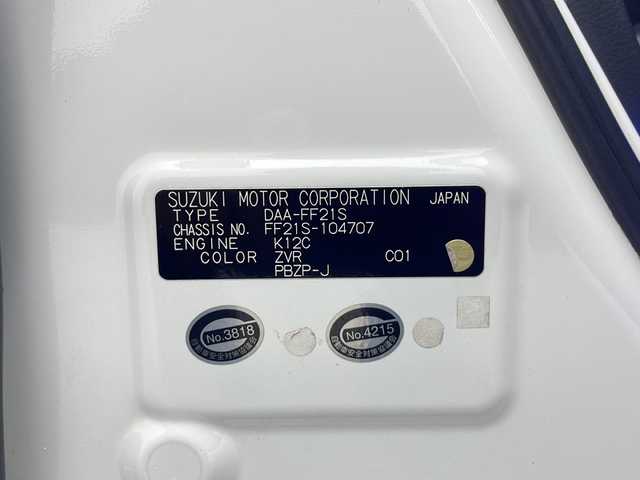 SUZUKI MOTOR CORPORATION JAPAN
TYPE DAA-FF21S
CHASSIS NO. FF21S-104707
ENGINE K12C
COLOR ZVR C01
PBZP-J
No.3818
No.4215